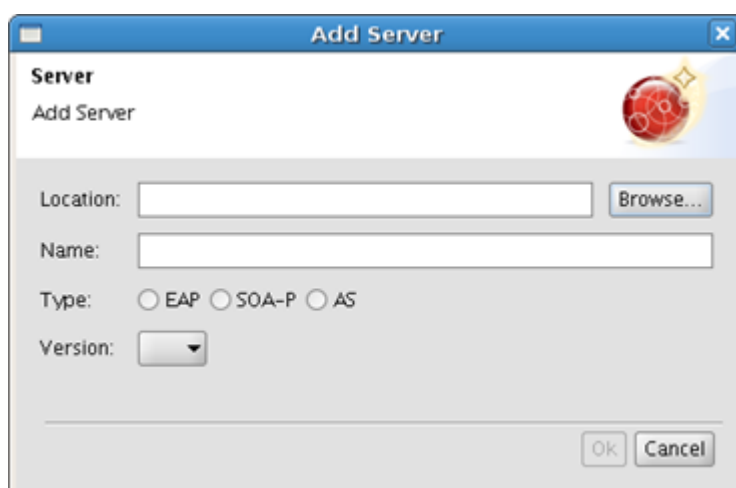 Add Server
Server
Add Server
Location: Browse...
Name:
Type: EAP SOA-P AS
Version:
Ok Cancel